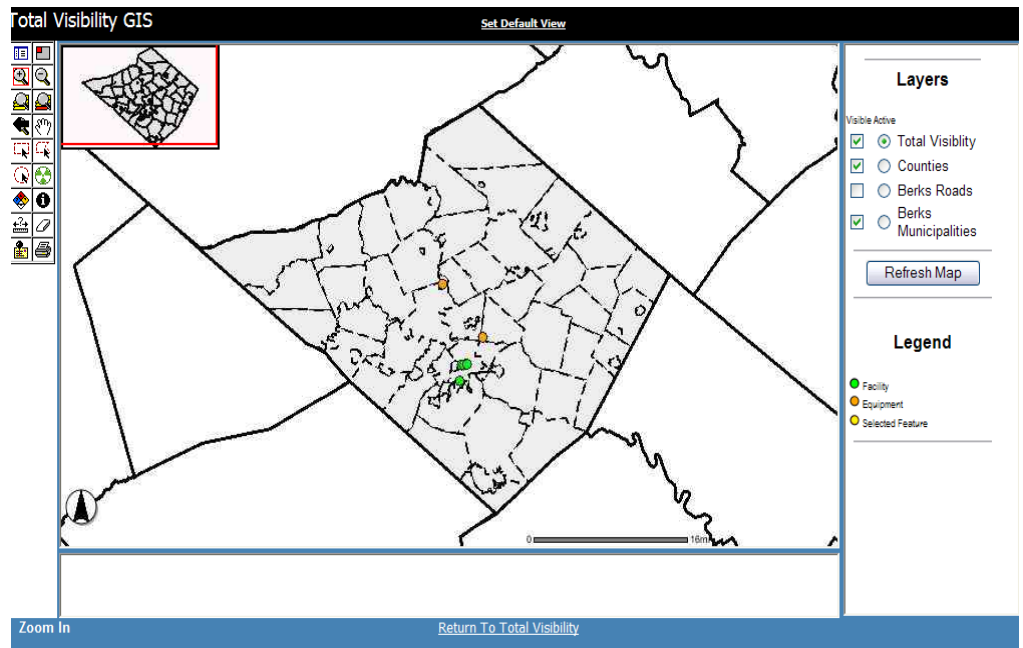 Total Visibility GIS
Set Default View
Layers
Visible Active
Total Visiblity
Counties
Berks Roads
Berks
Municipalities
Refresh Map
Legend
Facility
Equipment
Selected Feature
0 16m
Zoom In
Return To Total Visibility